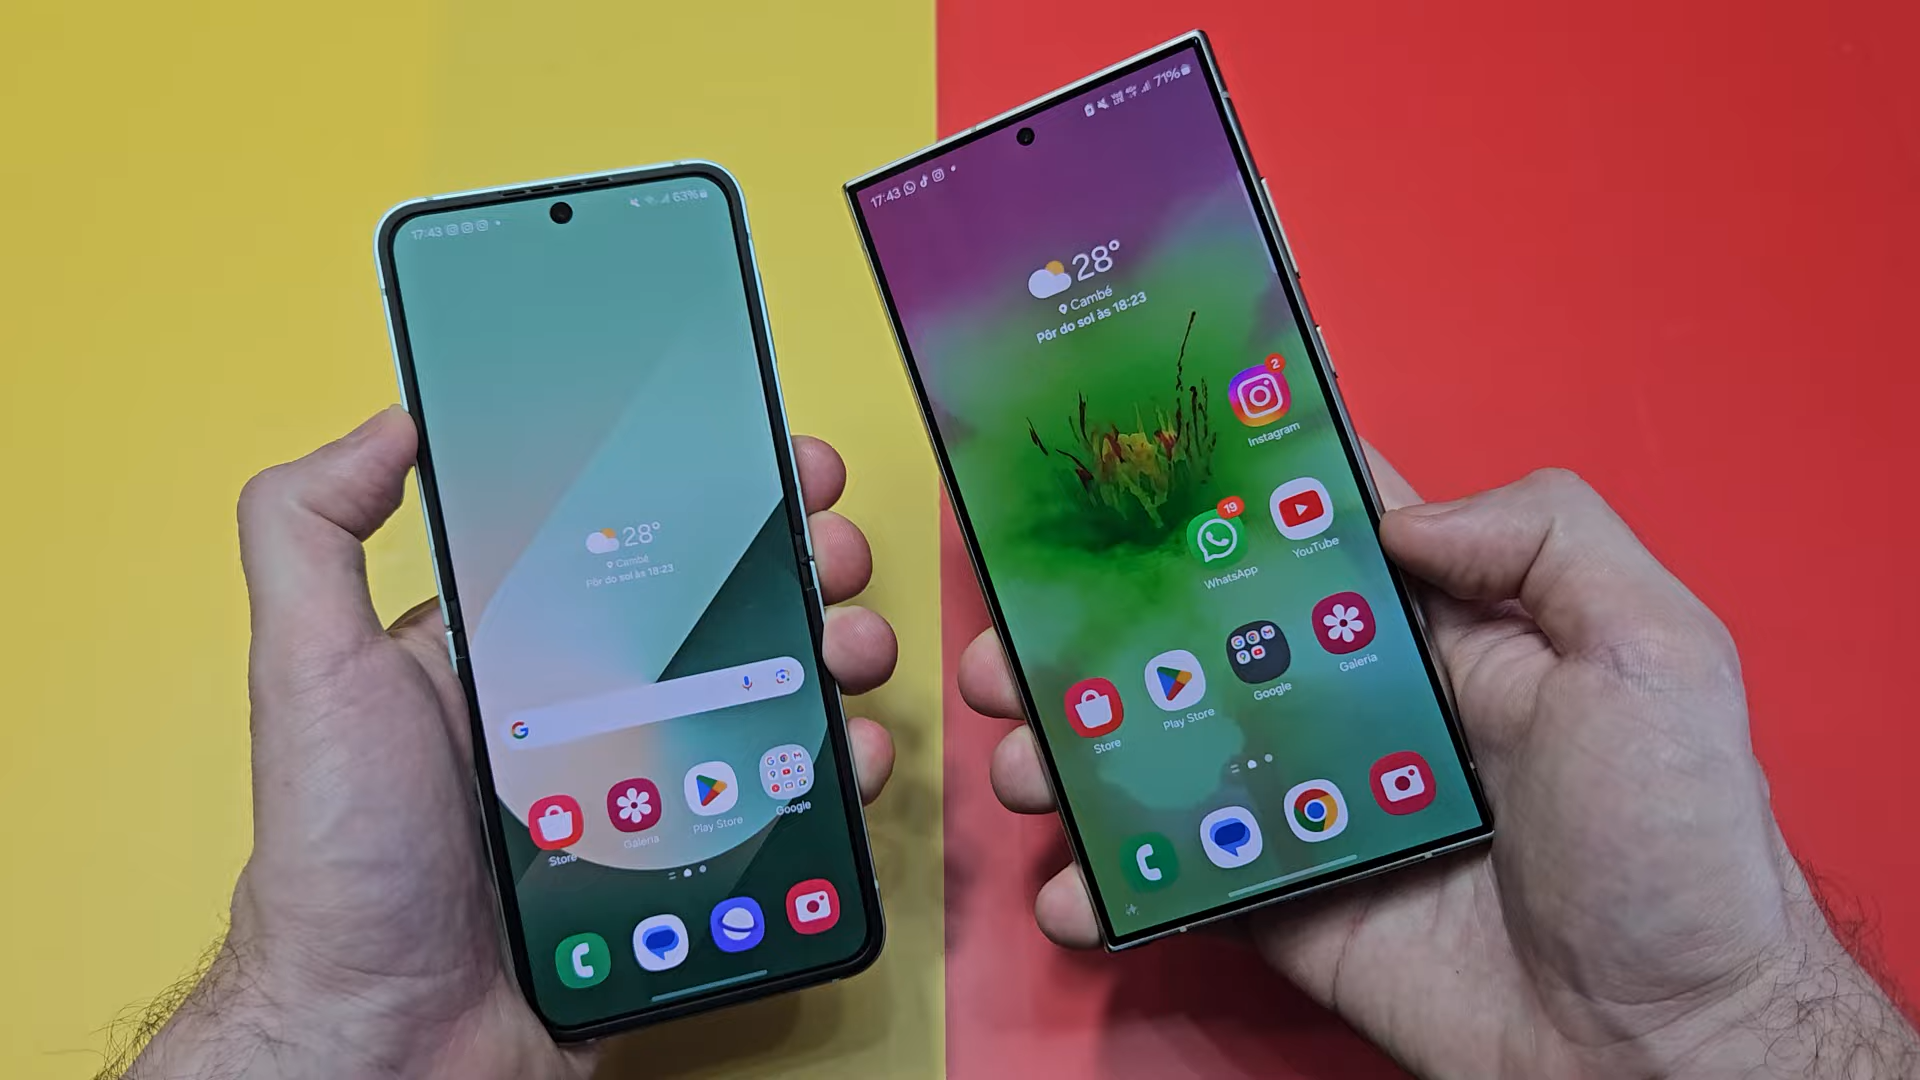 17:43
63%
28°
Cambé
Pôr do sol às 18:23
Store
Galeria
Play Store
Google
17:43
71%
28°
Cambé
Pôr do sol às 18:23
2
Instagram
19
WhatsApp
YouTube
Store
Play Store
Google
Galeria